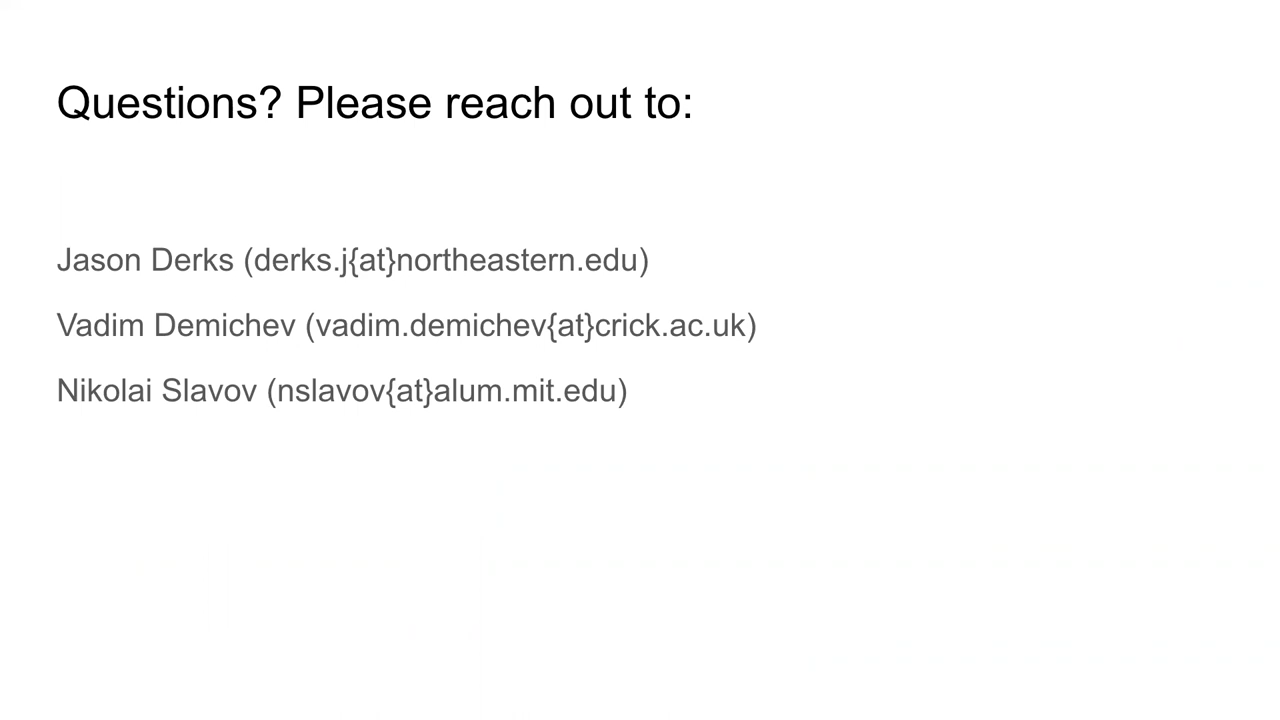 Questions? Please reach out to:
Jason Derks (derks.j{at}northeastern.edu)
Vadim Demichev (vadim.demichev{at}crick.ac.uk)
Nikolai Slavov (nslavov{at}alum.mit.edu)